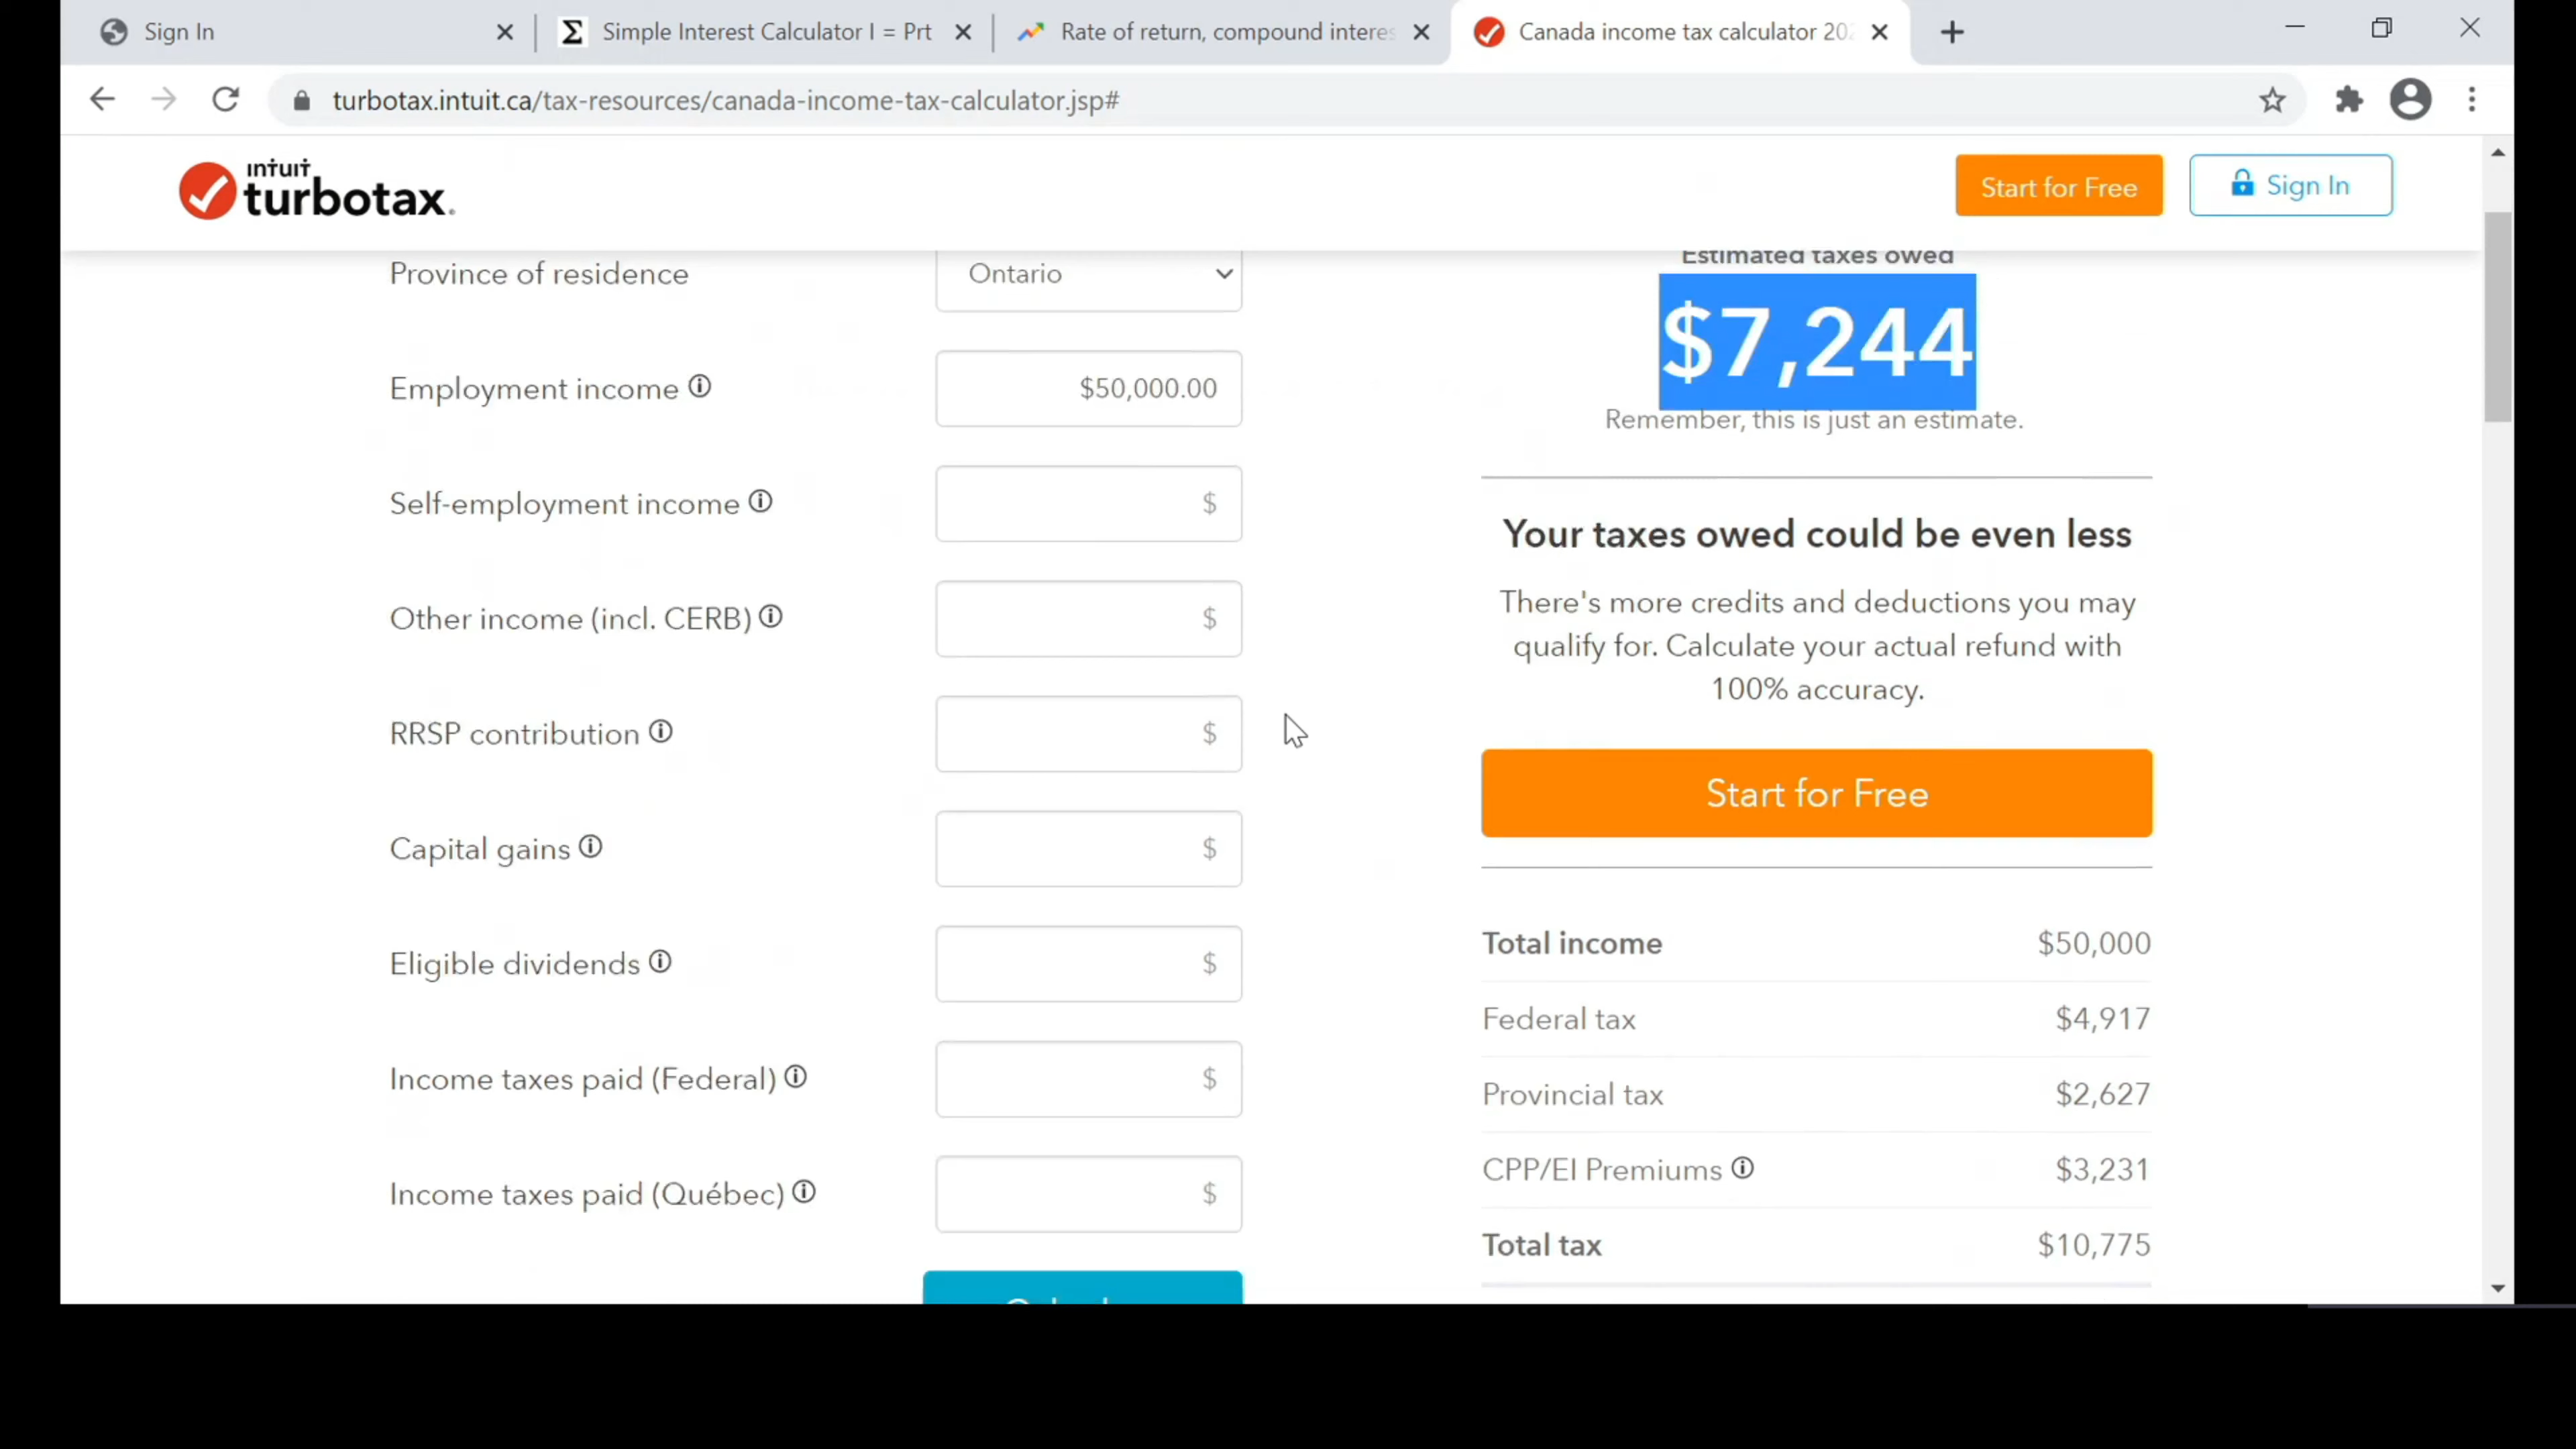 Sign In
Simple Interest Calculator I = Prt
Rate of return, compound interes
Canada income tax calculator 202
turbotax.intuit.ca/tax-resources/canada-income-tax-calculator.jsp#
intuit
turbotax.
Start for Free
Sign In
Province of residence
Ontario
Employment income
$50,000.00
Self-employment income
$
Other income (incl. CERB)
$
RRSP contribution
$
Capital gains
$
Eligible dividends
$
Income taxes paid (Federal)
$
Income taxes paid (Québec)
$
Estimated taxes owed
$7,244
Remember, this is just an estimate.
Your taxes owed could be even less
There's more credits and deductions you may
qualify for. Calculate your actual refund with
100% accuracy.
Start for Free
Total income $50,000
Federal tax $4,917
Provincial tax $2,627
CPP/EI Premiums $3,231
Total tax $10,775